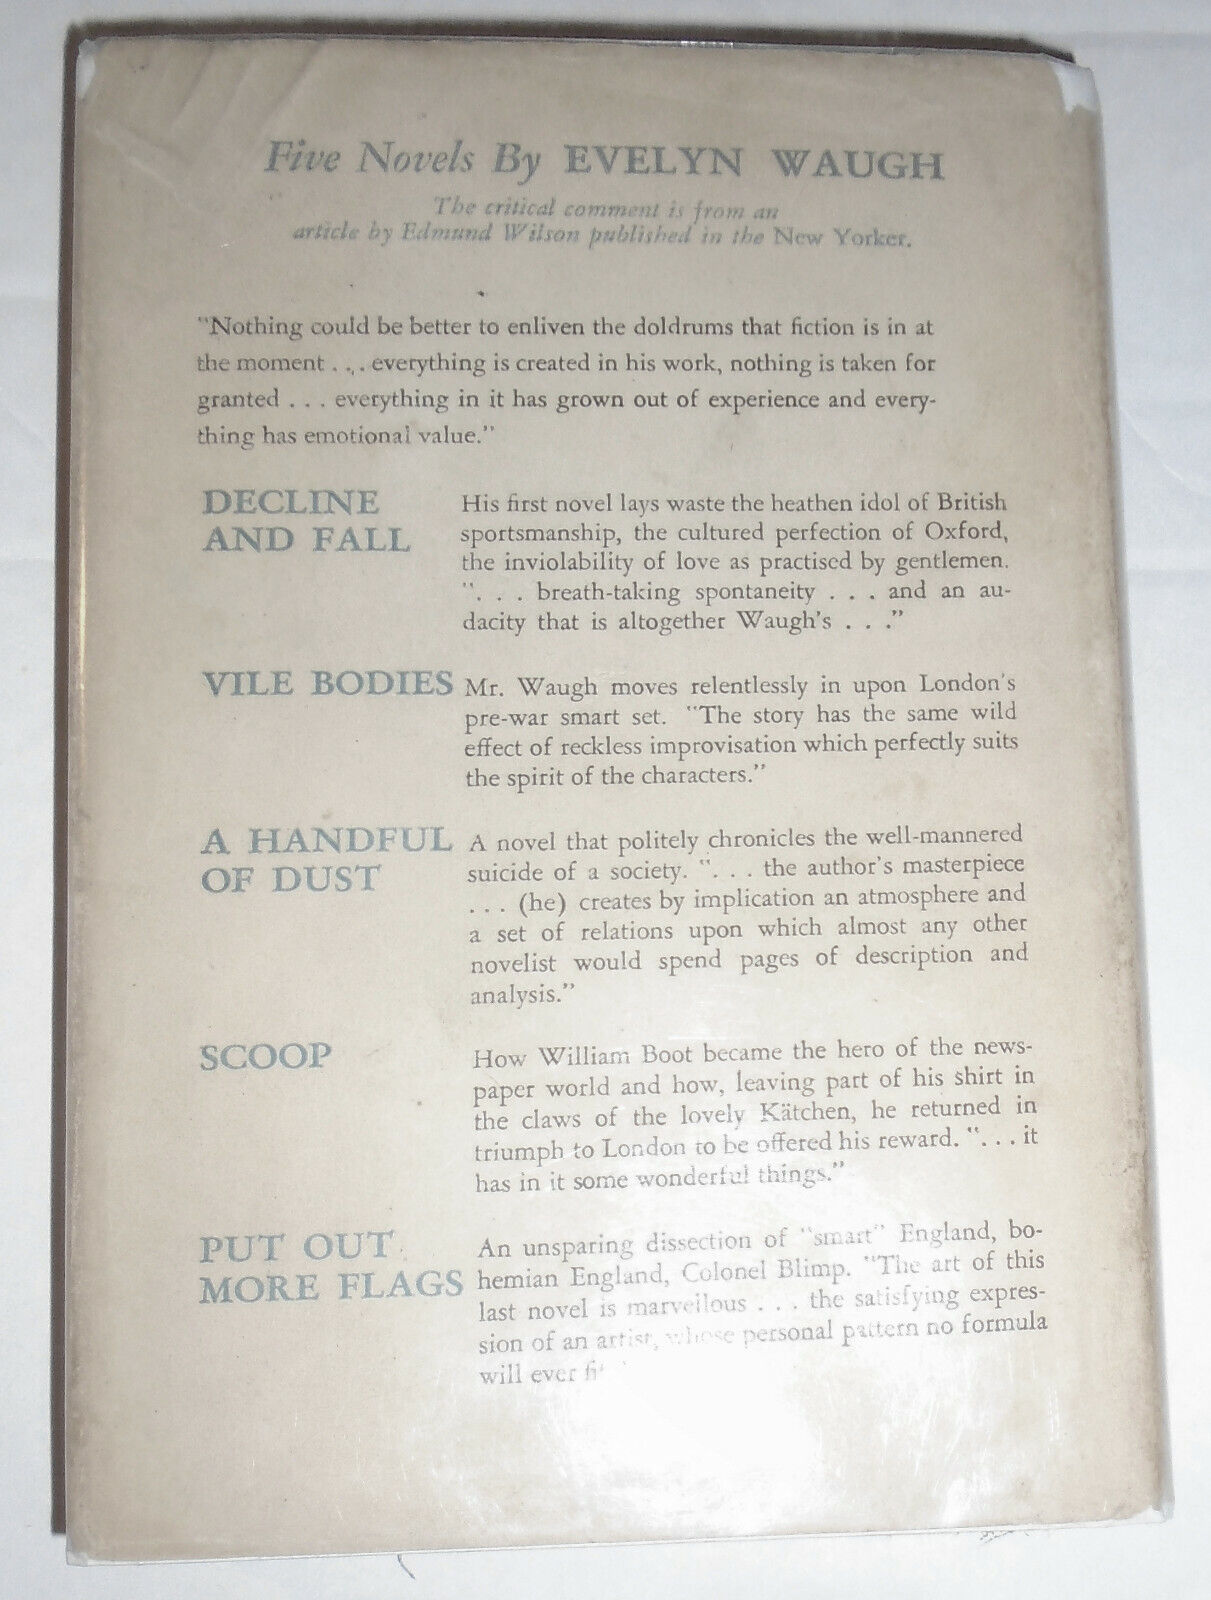 Five Novels By EVELYN WAUGH
The critical comment is from an
article by Edmund Wilson published in the New Yorker.
"Nothing could be better to enliven the doldrums that fiction is in at
the moment . . . everything is created in his work, nothing is taken for
granted . . . everything in it has grown out of experience and every-
thing has emotional value."
DECLINE
AND FALL
His first novel lays waste the heathen idol of British
sportsmanship, the cultured perfection of Oxford,
the inviolability of love as practised by gentlemen.
". . . breath-taking spontaneity . . . and an au-
dacity that is altogether Waugh's . . ."
VILE BODIES
Mr. Waugh moves relentlessly in upon London's
pre-war smart set. "The story has the same wild
effect of reckless improvisation which perfectly suits
the spirit of the characters."
A HANDFUL
OF DUST
A novel that politely chronicles the well-mannered
suicide of a society. ". . . the author's masterpiece
. . . (he) creates by implication an atmosphere and
a set of relations upon which almost any other
novelist would spend pages of description and
analysis."
SCOOP
How William Boot became the hero of the news-
paper world and how, leaving part of his shirt in
the claws of the lovely Kätchen, he returned in
triumph to London to be offered his reward. ". . . it
has in it some wonderful things."
PUT OUT
MORE FLAGS
An unsparing dissection of "smart" England, bo-
hemian England, Colonel Blimp. "The art of this
last novel is marvellous . . . the satisfying expres-
sion of an artist, whose personal pattern no formula
will ever